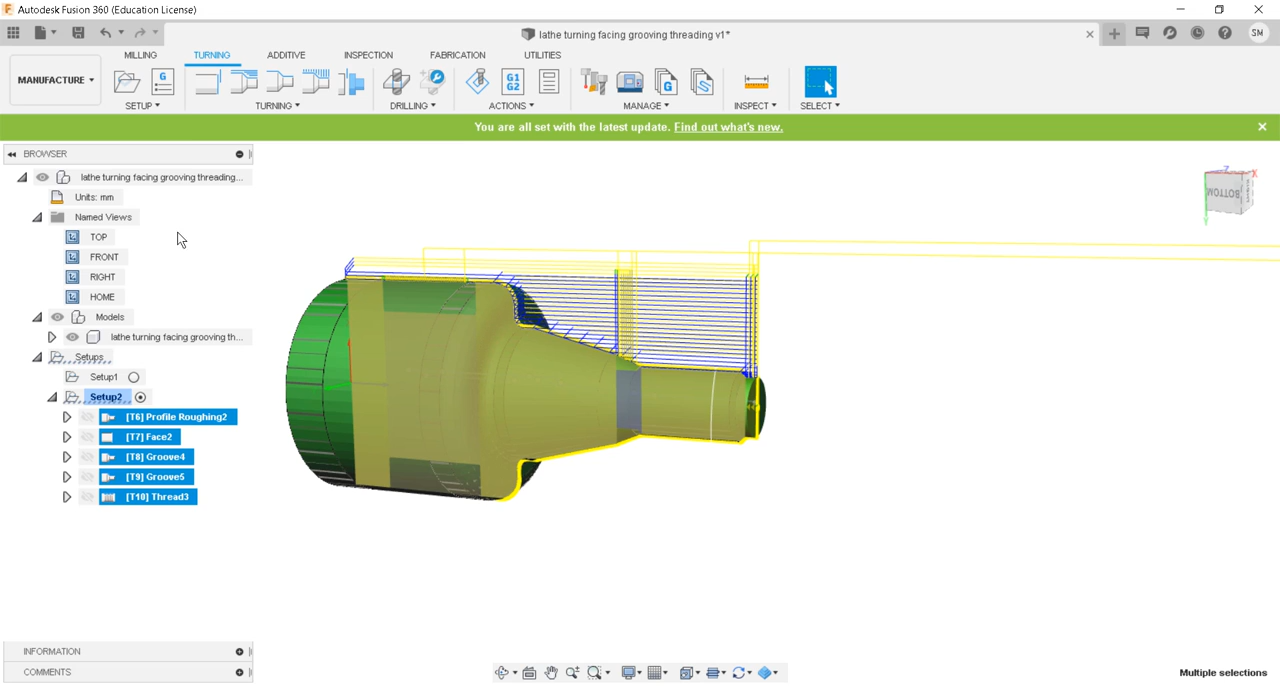 Autodesk Fusion 360 (Education License)
lathe turning facing grooving threading v1*
SM
MILLING TURNING ADDITIVE INSPECTION FABRICATION UTILITIES
MANUFACTURE
G G1 G2 G S
SETUP TURNING DRILLING ACTIONS MANAGE INSPECT SELECT
You are all set with the latest update. Find out what's new.
BROWSER
lathe turning facing grooving threading...
Units: mm
Named Views
TOP
FRONT
RIGHT
HOME
Models
lathe turning facing grooving th...
Setups
Setup1
Setup2
[T6] Profile Roughing2
[T7] Face2
[T8] Groove4
[T9] Groove5
[T10] Thread3
Z X
BOTTOM
INFORMATION
COMMENTS
Multiple selections